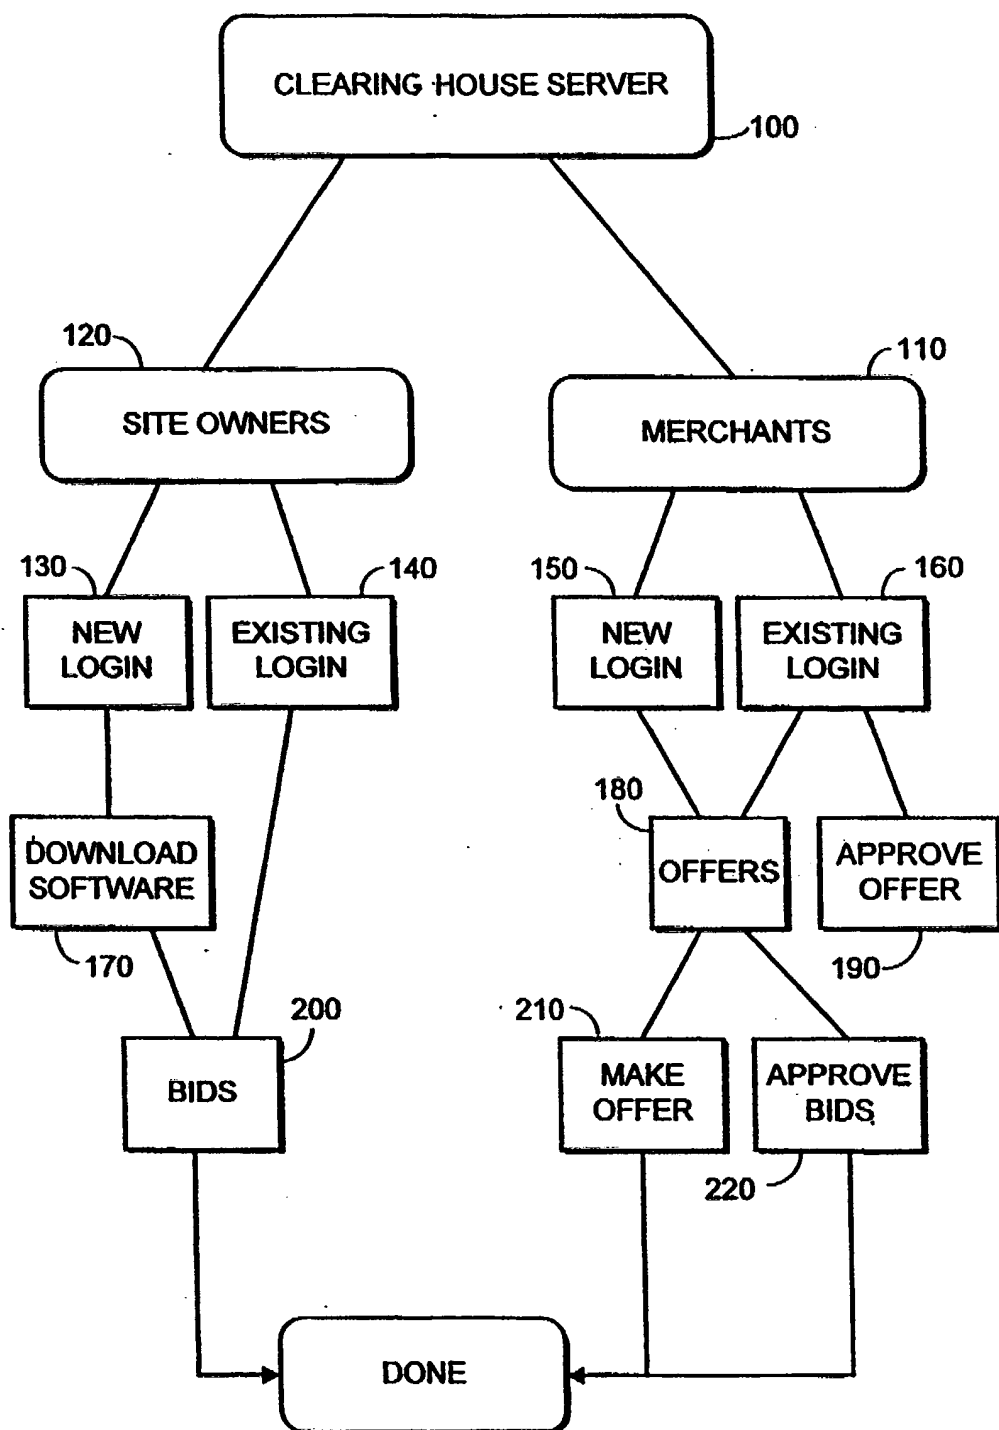 CLEARING HOUSE SERVER
100
120
110
SITE OWNERS
MERCHANTS
130
140
150
160
NEW
LOGIN
EXISTING
LOGIN
NEW
LOGIN
EXISTING
LOGIN
180
DOWNLOAD
SOFTWARE
OFFERS
APPROVE
OFFER
170
190
200
210
BIDS
MAKE
OFFER
APPROVE
BIDS
220
DONE